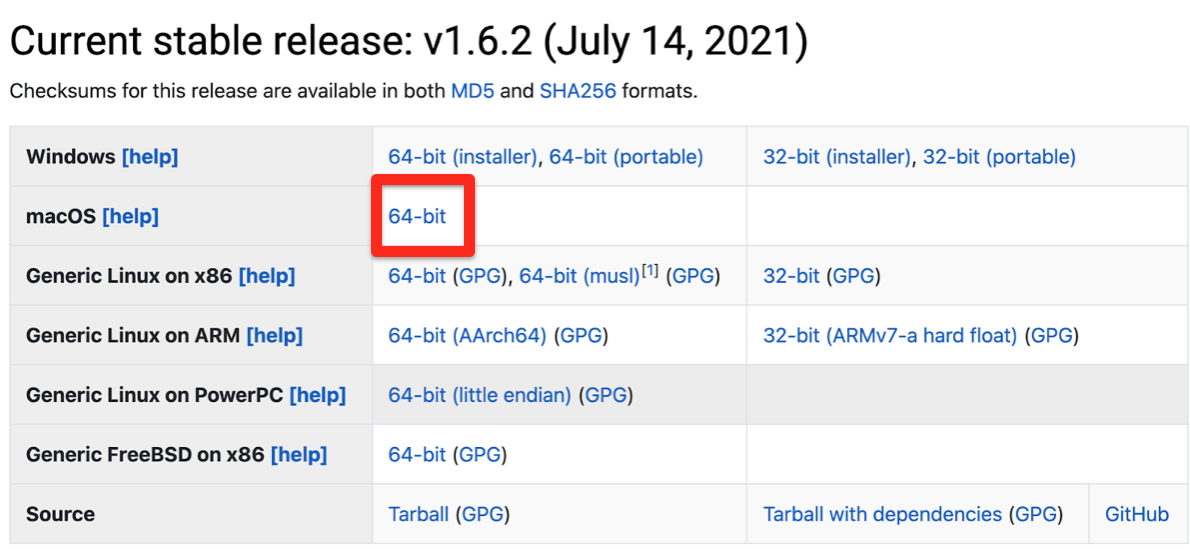 Current stable release: v1.6.2 (July 14, 2021)
Checksums for this release are available in both MD5 and SHA256 formats.
Windows [help] 64-bit (installer), 64-bit (portable) 32-bit (installer), 32-bit (portable)
macOS [help] 64-bit
Generic Linux on x86 [help] 64-bit (GPG), 64-bit (musl)[1] (GPG) 32-bit (GPG)
Generic Linux on ARM [help] 64-bit (AArch64) (GPG) 32-bit (ARMv7-a hard float) (GPG)
Generic Linux on PowerPC [help] 64-bit (little endian) (GPG)
Generic FreeBSD on x86 [help] 64-bit (GPG)
Source Tarball (GPG) Tarball with dependencies (GPG) GitHub